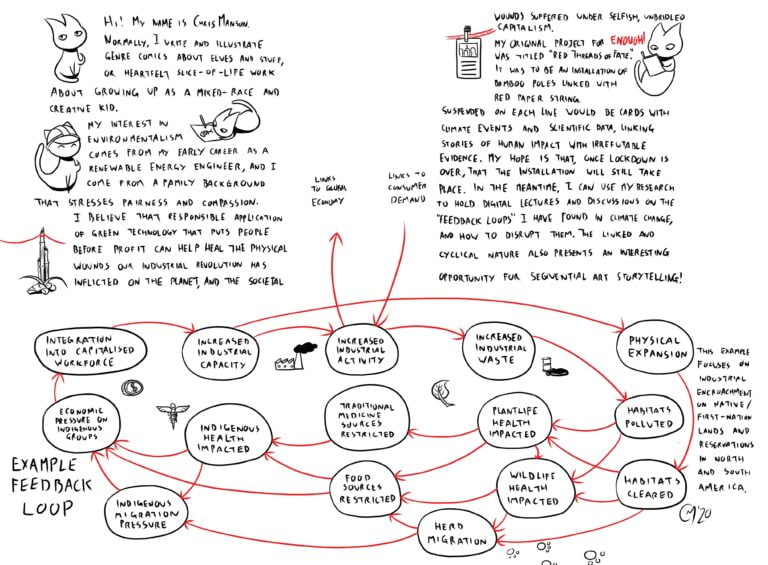 HI! MY NAME IS CHRIS MANSON.
NORMALLY, I WRITE AND ILLUSTRATE
GENRE COMICS ABOUT ELVES AND STUFF,
OR HEARTFELT SLICE-OF-LIFE WORK
ABOUT GROWING UP AS A MIXED-RACE AND
CREATIVE KID.
MY INTEREST IN
ENVIRONMENTALISM
COMES FROM MY EARLY CAREER AS A
RENEWABLE ENERGY ENGINEER, AND I
COME FROM A FAMILY BACKGROUND
THAT STRESSES FAIRNESS AND COMPASSION.
I BELIEVE THAT RESPONSIBLE APPLICATION
OF GREEN TECHNOLOGY THAT PUTS PEOPLE
BEFORE PROFIT CAN HELP HEAL THE PHYSICAL
WOUNDS OUR INDUSTRIAL REVOLUTION HAS
INFLICTED ON THE PLANET, AND THE SOCIETAL
WOUNDS SUFFERED UNDER SELFISH, UNBRIDLED
CAPITALISM.
MY ORIGINAL PROJECT FOR ENOUGH!
WAS TITLED "RED THREADS OF FATE".
IT WAS TO BE AN INSTALLATION OF
BAMBOO POLES LINKED WITH
RED PAPER STRING.
SUSPENDED ON EACH LINE WOULD BE CARDS WITH
CLIMATE EVENTS AND SCIENTIFIC DATA, LINKING
STORIES OF HUMAN IMPACT WITH IRREFUTABLE
EVIDENCE. MY HOPE IS THAT, ONCE LOCKDOWN IS
OVER, THAT THE INSTALLATION WILL STILL TAKE
PLACE. IN THE MEANTIME, I CAN USE MY RESEARCH
TO HOLD DIGITAL LECTURES AND DISCUSSIONS ON THE
"FEEDBACK LOOPS" I HAVE FOUND IN CLIMATE CHANGE,
AND HOW TO DISRUPT THEM. THE LINKED AND
CYCLICAL NATURE ALSO PRESENTS AN INTERESTING
OPPORTUNITY FOR SEQUENTIAL ART STORYTELLING!
LINKS
TO GLOBAL
ECONOMY
LINKS TO
CONSUMER
DEMAND
INTEGRATION
INTO CAPITALISED
WORKFORCE
INCREASED
INDUSTRIAL
CAPACITY
INCREASED
INDUSTRIAL
ACTIVITY
INCREASED
INDUSTRIAL
WASTE
PHYSICAL
EXPANSION
THIS EXAMPLE
FOCUSES ON
INDUSTRIAL
ENCROACHMENT
ON NATIVE/
FIRST-NATION
LANDS AND
RESERVATIONS
IN NORTH
AND SOUTH
AMERICA.
ECONOMIC
PRESSURE ON
INDIGENOUS
GROUPS
INDIGENOUS
HEALTH
IMPACTED
TRADITIONAL
MEDICINE
SOURCES
RESTRICTED
PLANTLIFE
HEALTH
IMPACTED
HABITATS
POLLUTED
EXAMPLE
FEEDBACK
LOOP
INDIGENOUS
MIGRATION
PRESSURE
FOOD
SOURCES
RESTRICTED
WILDLIFE
HEALTH
IMPACTED
HABITATS
CLEARED
HERD
MIGRATION
CM'20